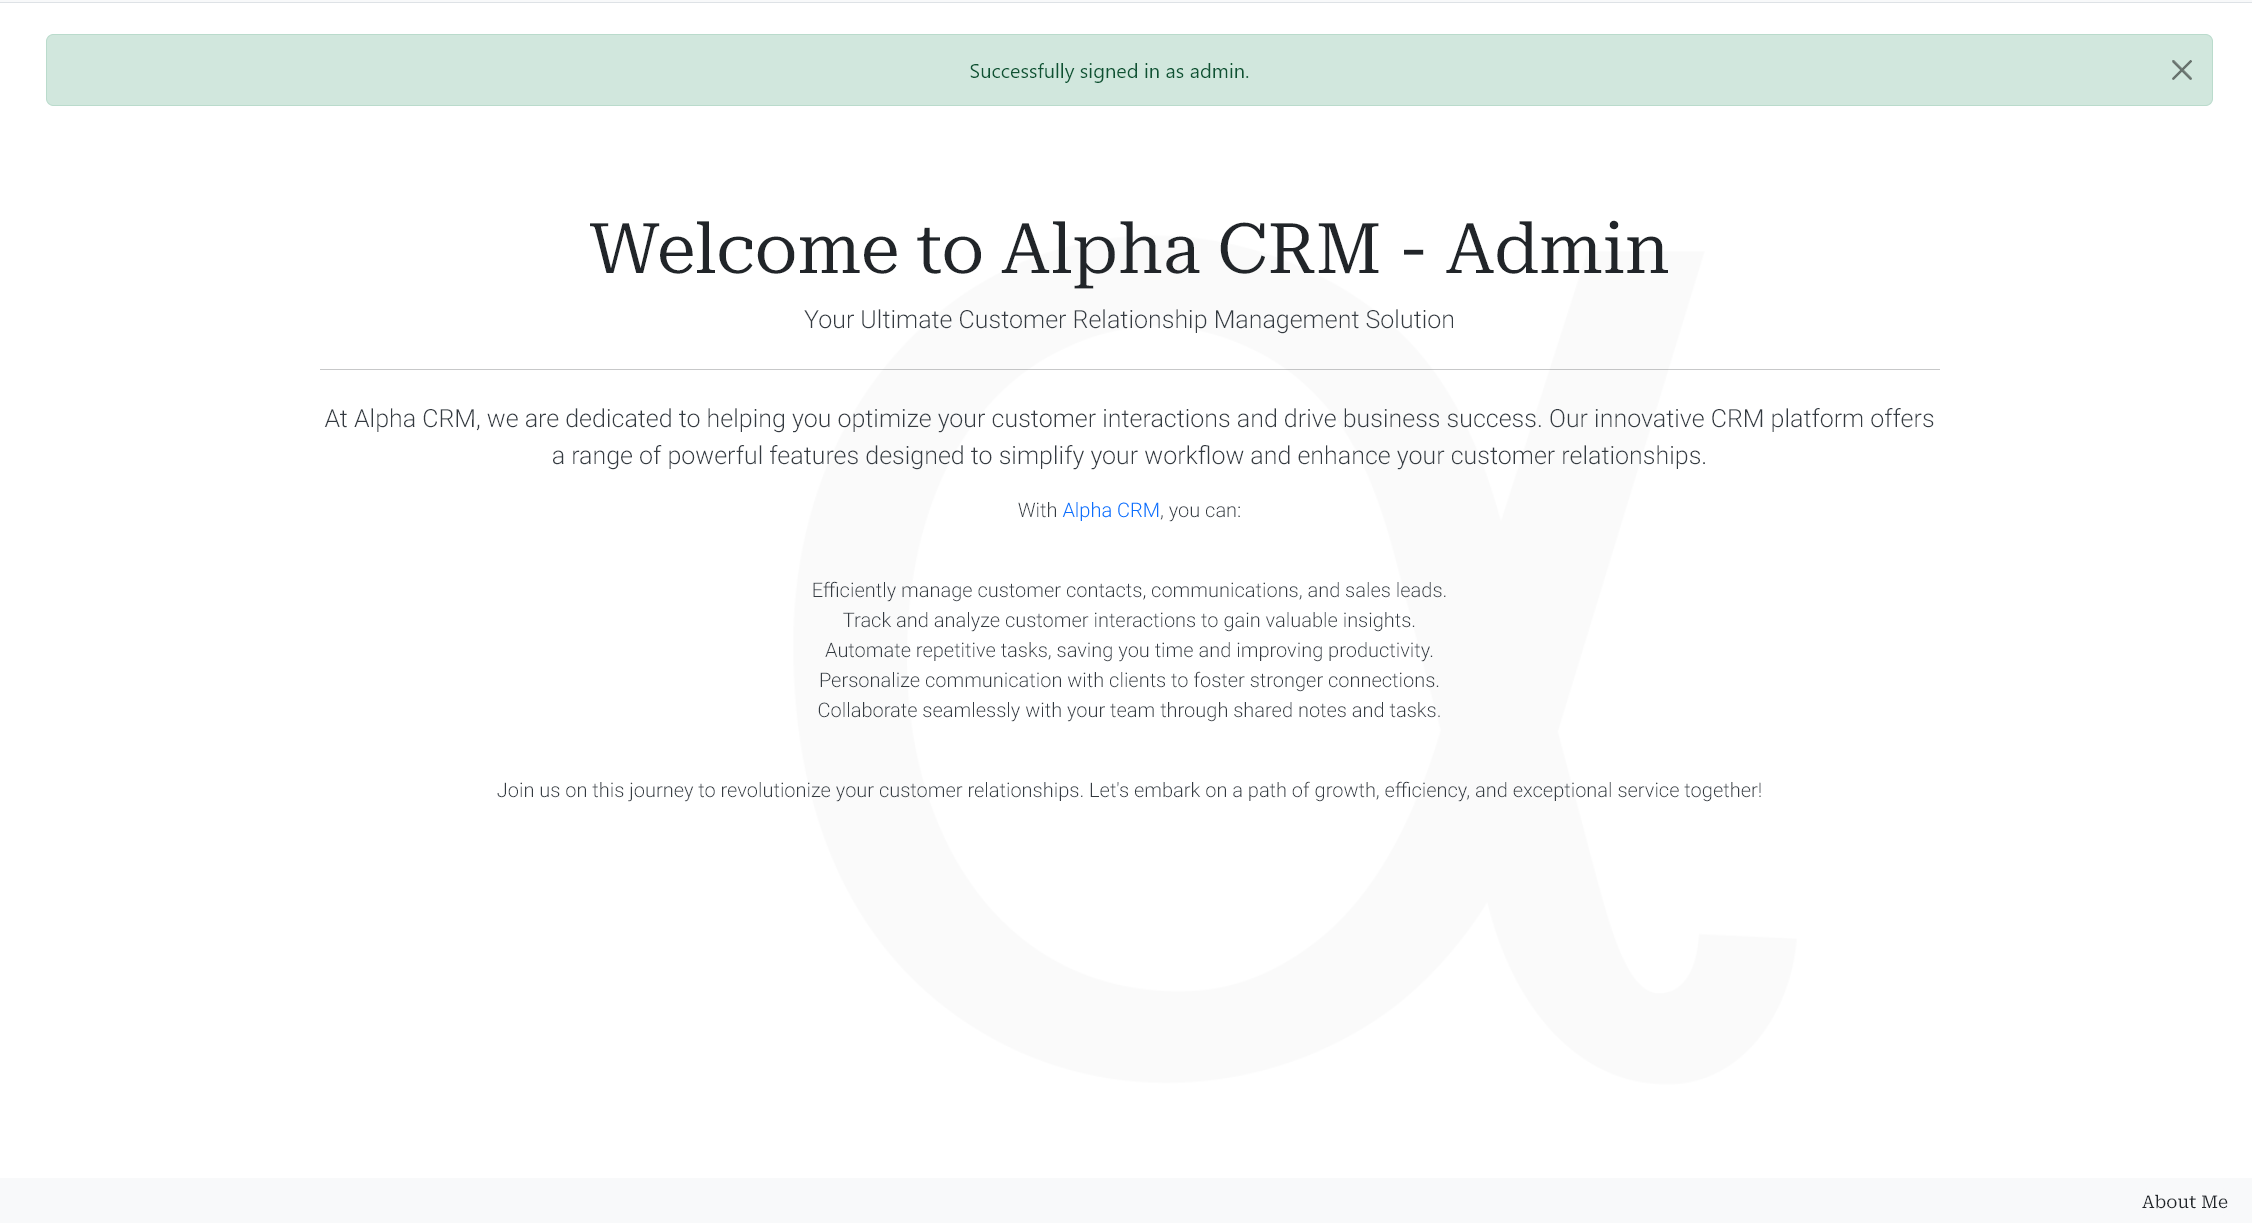 Successfully signed in as admin.
Welcome to Alpha CRM - Admin
Your Ultimate Customer Relationship Management Solution
At Alpha CRM, we are dedicated to helping you optimize your customer interactions and drive business success. Our innovative CRM platform offers
a range of powerful features designed to simplify your workflow and enhance your customer relationships.
With Alpha CRM, you can:
Efficiently manage customer contacts, communications, and sales leads.
Track and analyze customer interactions to gain valuable insights.
Automate repetitive tasks, saving you time and improving productivity.
Personalize communication with clients to foster stronger connections.
Collaborate seamlessly with your team through shared notes and tasks.
Join us on this journey to revolutionize your customer relationships. Let's embark on a path of growth, efficiency, and exceptional service together!
About Me